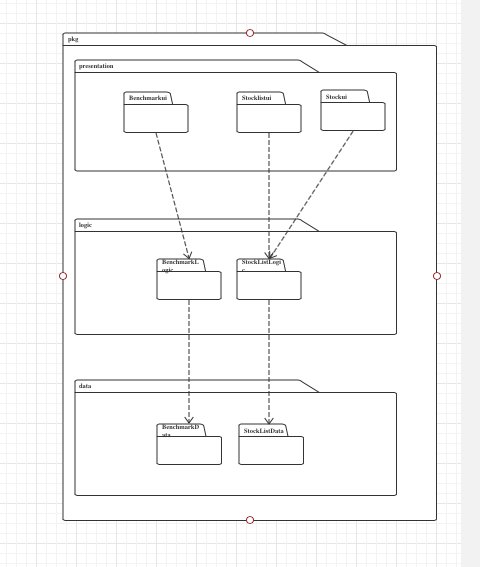 pkg
presentation
Benchmarkui
Stocklistui
Stockui
logic
BenchmarkL
ogic
StockListLogi
c
data
BenchmarkD
ata
StockListData